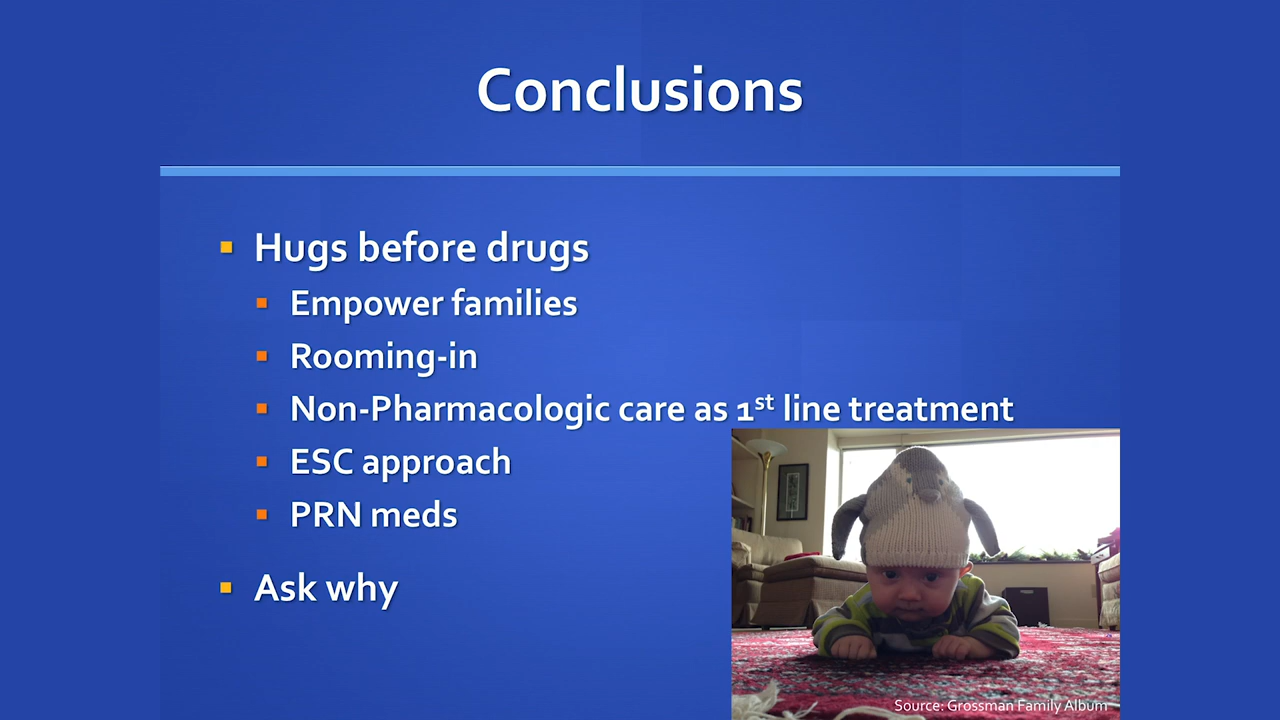 Conclusions
Hugs before drugs
Empower families
Rooming-in
Non-Pharmacologic care as 1st line treatment
ESC approach
PRN meds
Ask why
Source: Grossman Family Album